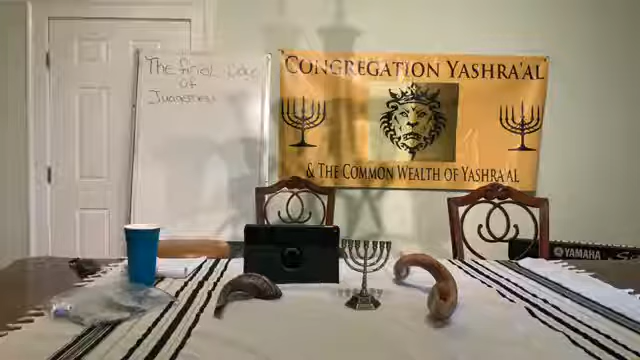 The final Day
of
Judgement
CONGREGATION YASHRA'AL
& THE COMMON WEALTH OF YASHRA'AL
YAMAHA